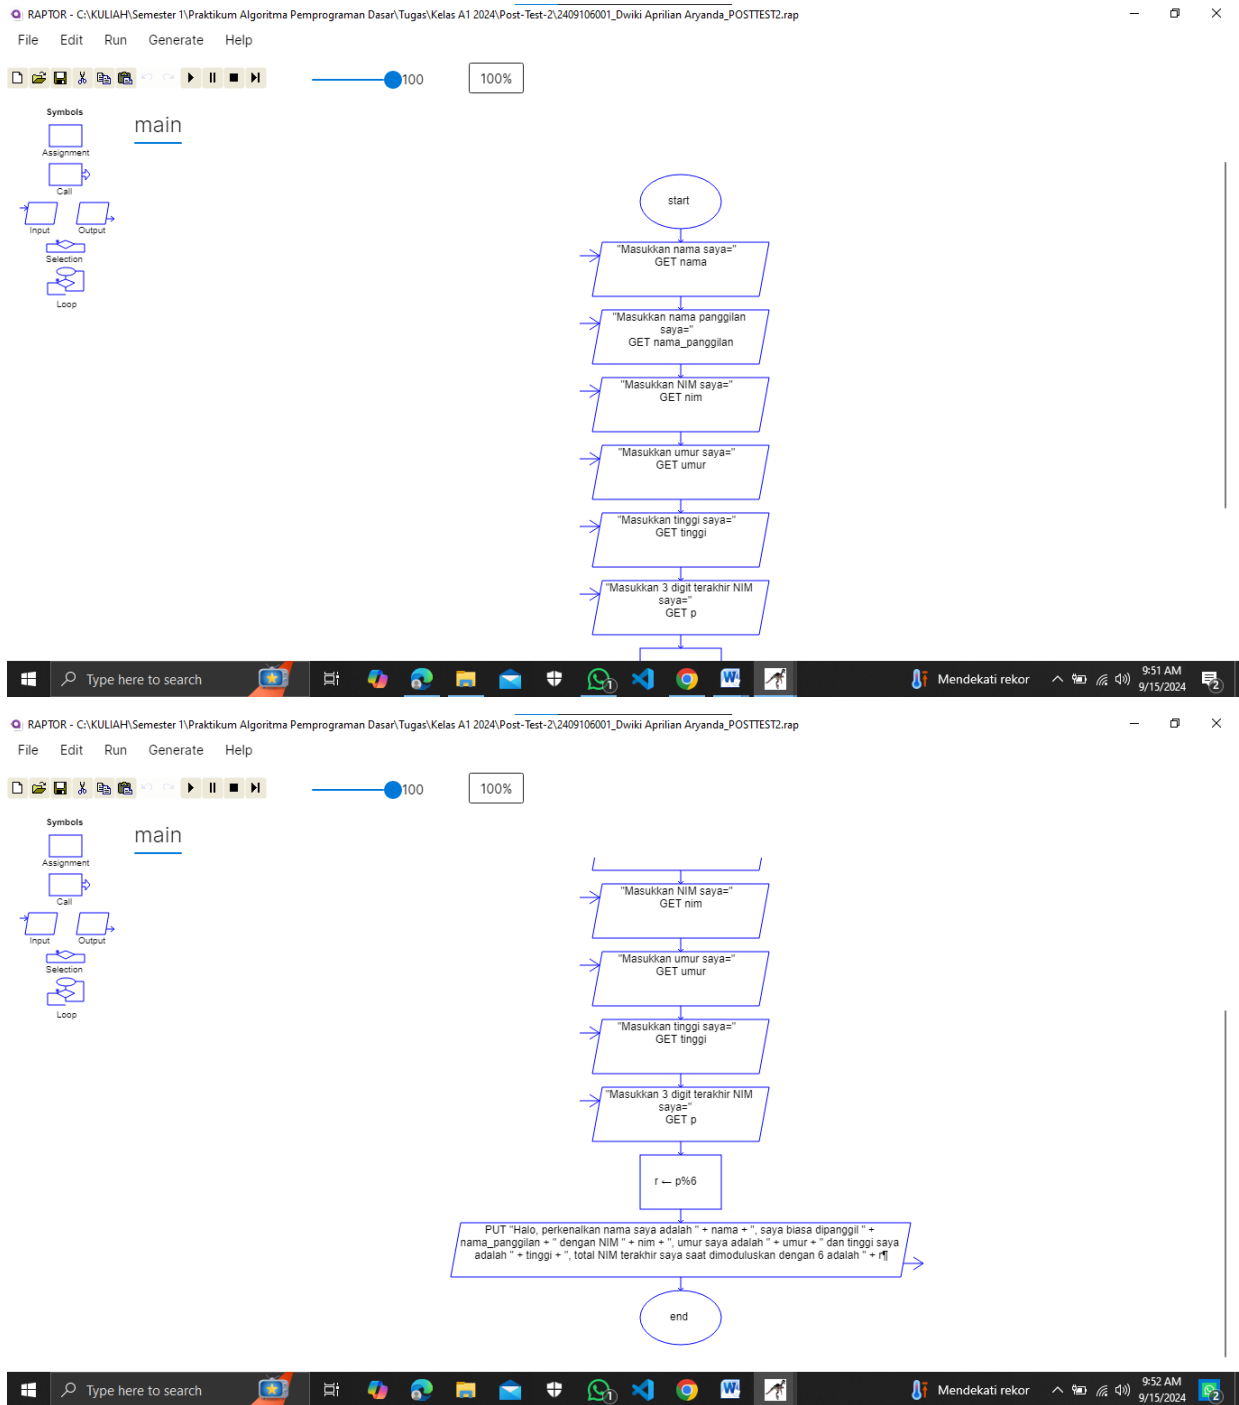 RAPTOR - C:\KULIAH\Semester 1\Praktikum Algoritma Pemprograman Dasar\Tugas\Kelas A1 2024\Post-Test-2\2409106001_Dwiki Aprilian Aryanda_POSTTEST2.rap
File Edit Run Generate Help
100 100%
Symbols
Assignment
Call
Input Output
Selection
Loop
main
start
"Masukkan nama saya="
GET nama
"Masukkan nama panggilan
saya="
GET nama_panggilan
"Masukkan NIM saya="
GET nim
"Masukkan umur saya="
GET umur
"Masukkan tinggi saya="
GET tinggi
"Masukkan 3 digit terakhir NIM
saya="
GET p
Type here to search
1
Mendekati rekor
9:51 AM
9/15/2024
2
RAPTOR - C:\KULIAH\Semester 1\Praktikum Algoritma Pemprograman Dasar\Tugas\Kelas A1 2024\Post-Test-2\2409106001_Dwiki Aprilian Aryanda_POSTTEST2.rap
File Edit Run Generate Help
100 100%
Symbols
Assignment
Call
Input Output
Selection
Loop
main
"Masukkan NIM saya="
GET nim
"Masukkan umur saya="
GET umur
"Masukkan tinggi saya="
GET tinggi
"Masukkan 3 digit terakhir NIM
saya="
GET p
r ← p%6
PUT "Halo, perkenalkan nama saya adalah " + nama + ", saya biasa dipanggil " +
nama_panggilan + " dengan NIM " + nim + ", umur saya adalah " + umur + " dan tinggi saya
adalah " + tinggi + ", total NIM terakhir saya saat dimoduluskan dengan 6 adalah " + r¶
end
Type here to search
1
Mendekati rekor
9:52 AM
9/15/2024
2